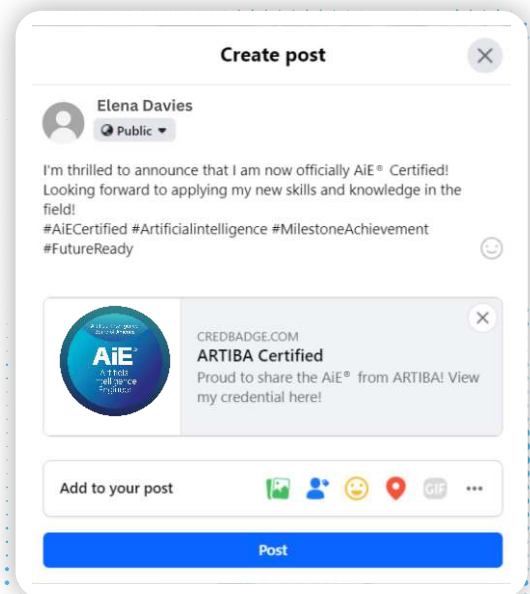 Create post
Elena Davies
Public
I'm thrilled to announce that I am now officially AiE® Certified!
Looking forward to applying my new skills and knowledge in the
field!
#AiECertified #Artificialintelligence #MilestoneAchievement
#FutureReady
AiE
CREDBADGE.COM
ARTIBA Certified
Proud to share the AiE® from ARTIBA! View
my credential here!
Add to your post
GIF
Post